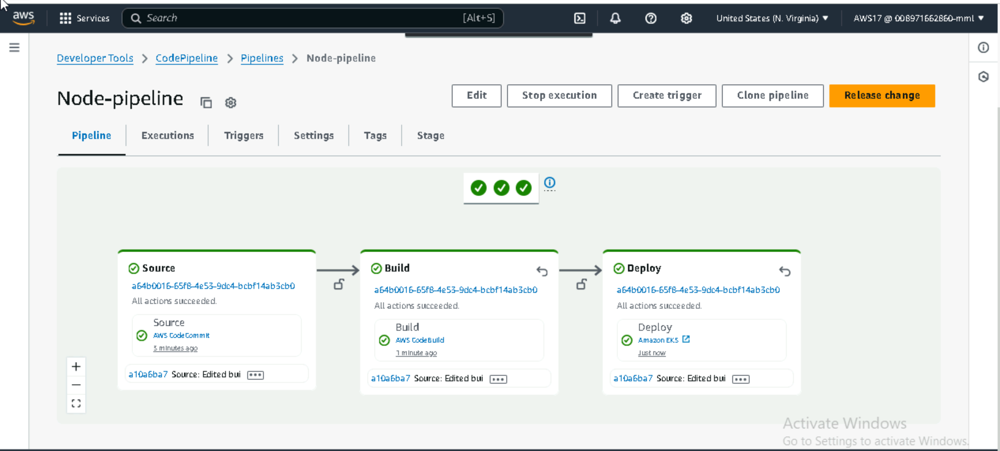 aws Services Search [Alt+S] United States (N. Virginia) AWS17 @ 008971662860-mml
Developer Tools > CodePipeline > Pipelines > Node-pipeline
Node-pipeline Edit Stop execution Create trigger Clone pipeline Release change
Pipeline Executions Triggers Settings Tags Stage
Source
a64b0016-65f8-4e53-9dc4-bcbf14ab3cb0
All actions succeeded.
Source
AWS CodeCommit
3 minutes ago
a10a6ba7 Source: Edited bui
Build
a64b0016-65f8-4e53-9dc4-bcbf14ab3cb0
All actions succeeded.
Build
AWS CodeBuild
1 minute ago
a10a6ba7 Source: Edited bui
Deploy
a64b0016-65f8-4e53-9dc4-bcbf14ab3cb0
All actions succeeded.
Deploy
Amazon EKS
Just now
a10a6ba7 Source: Edited bui
Activate Windows
Go to Settings to activate Windows.